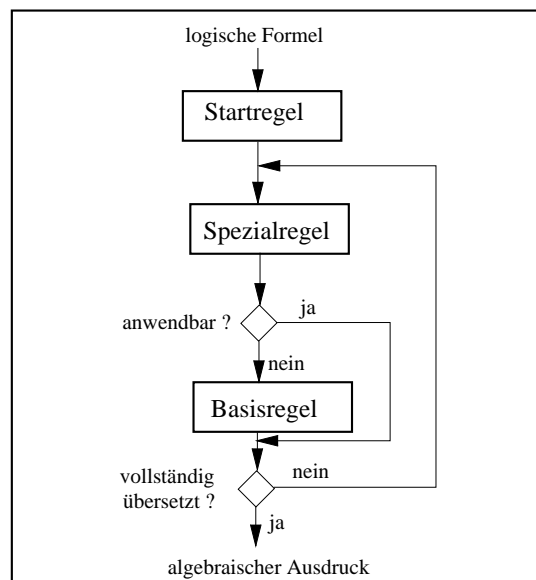 logische Formel
Startregel
Spezialregel
anwendbar ?
ja
nein
Basisregel
vollständig
übersetzt ?
nein
ja
algebraischer Ausdruck